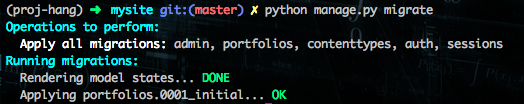 (proj-hang) ➜ mysite git:(master) ✗ python manage.py migrate
Operations to perform:
  Apply all migrations: admin, portfolios, contenttypes, auth, sessions
Running migrations:
  Rendering model states... DONE
  Applying portfolios.0001_initial... OK